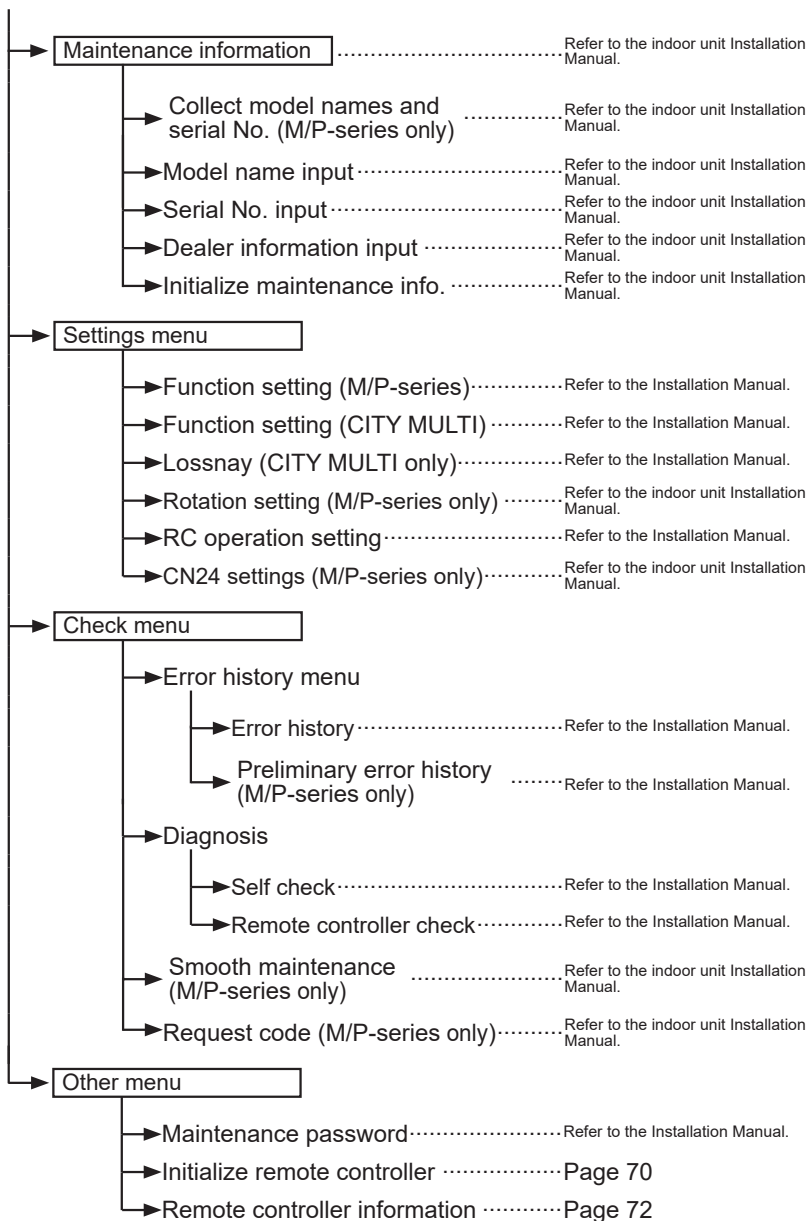 Maintenance information ........................ Refer to the indoor unit Installation
Manual.
Collect model names and
serial No. (M/P-series only) ............... Refer to the indoor unit Installation
Manual.
Model name input ............................ Refer to the indoor unit Installation
Manual.
Serial No. input ............................ Refer to the indoor unit Installation
Manual.
Dealer information input ................... Refer to the indoor unit Installation
Manual.
Initialize maintenance info. ............... Refer to the indoor unit Installation
Manual.
Settings menu
Function setting (M/P-series) ............. Refer to the Installation Manual.
Function setting (CITY MULTI) ........... Refer to the Installation Manual.
Lossnay (CITY MULTI only) ............... Refer to the Installation Manual.
Rotation setting (M/P-series only) ......... Refer to the indoor unit Installation
Manual.
RC operation setting ....................... Refer to the Installation Manual.
CN24 settings (M/P-series only) ........... Refer to the indoor unit Installation
Manual.
Check menu
Error history menu
Error history ............................ Refer to the Installation Manual.
Preliminary error history
(M/P-series only) ........ Refer to the Installation Manual.
Diagnosis
Self check ............................... Refer to the Installation Manual.
Remote controller check ............ Refer to the Installation Manual.
Smooth maintenance
(M/P-series only) ..................... Refer to the indoor unit Installation
Manual.
Request code (M/P-series only) .......... Refer to the indoor unit Installation
Manual.
Other menu
Maintenance password ..................... Refer to the Installation Manual.
Initialize remote controller ................. Page 70
Remote controller information ............ Page 72